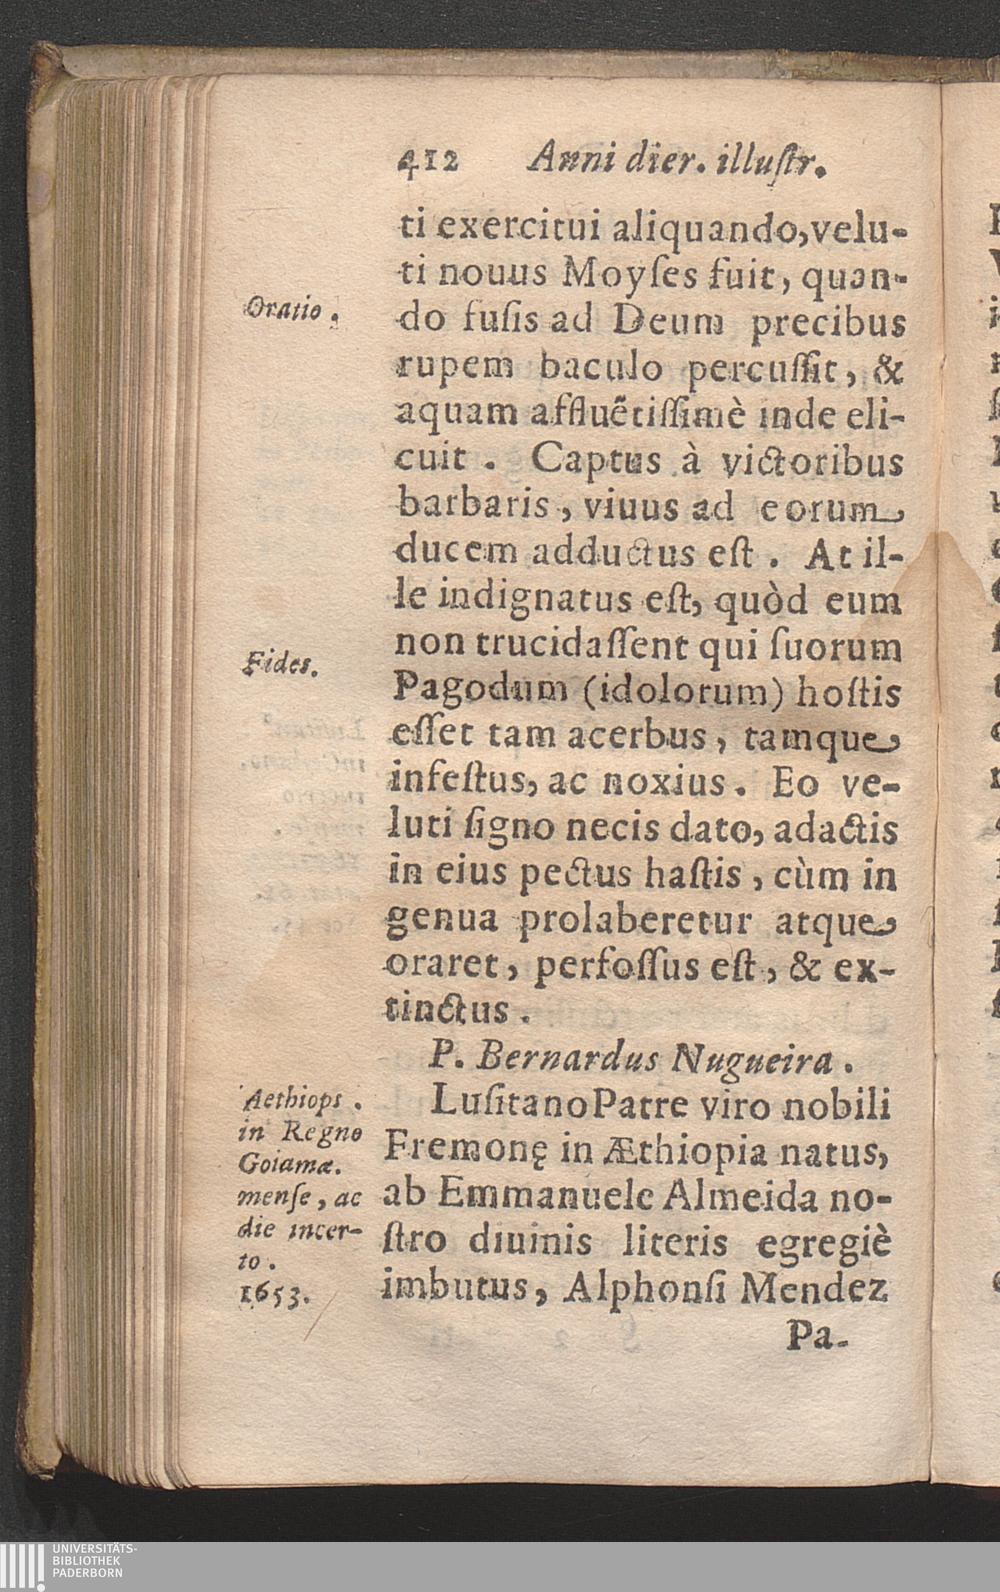 412 Anni dier. illuſtr.
ti exercitui aliquando, velu-
ti nouus Moyſes fuit, quan-
Oratio.
do fuſis ad Deum precibus
rupem baculo percuſſit, &
aquam affluẽtiſſimè inde eli-
cuit. Captus à victoribus
barbaris, viuus ad eorum
ducem adductus eſt. At il-
le indignatus eſt, quòd eum
non trucidaſſent qui ſuorum
Fides.
Pagodum (idolorum) hoſtis
eſſet tam acerbus, tamque
infeſtus, ac noxius. Eo ve-
luti ſigno necis dato, adactis
in eius pectus haſtis, cùm in
genua prolaberetur atque
oraret, perfoſſus eſt, & ex-
tinctus.
P. Bernardus Nugueira.
Aethiops.
in Regno
Goiamæ.
menſe, ac
die incer-
to.
1653.
Luſitano Patre viro nobili
Fremonę in Æthiopia natus,
ab Emmanuele Almeida no-
ſtro diuinis literis egregiè
imbutus, Alphonſi Mendez
Pa-
UNIVERSITÄTS-
BIBLIOTHEK
PADERBORN